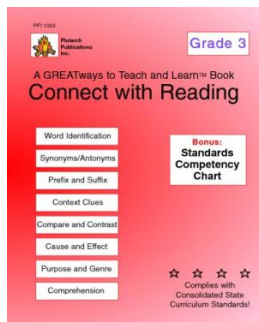 PPI 1003
Plutarch
Publications
Inc.
Grade 3
A GREATways to Teach and Learn™ Book
Connect with Reading
Word Identification
Synonyms/Antonyms
Prefix and Suffix
Context Clues
Compare and Contrast
Cause and Effect
Purpose and Genre
Comprehension
Bonus:
Standards
Competency
Chart
Complies with
Consolidated State
Curriculum Standards!